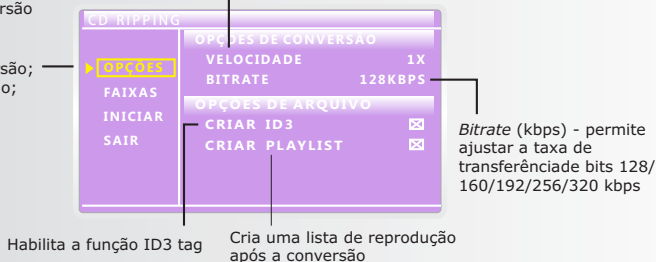 rsão
são;
o;
CD RIPPING
OPÇÕES
FAIXAS
INICIAR
SAIR
OPÇÕES DE CONVERSÃO
VELOCIDADE 1X
BITRATE 128KBPS
OPÇÕES DE ARQUIVO
CRIAR ID3
CRIAR PLAYLIST
Bitrate (kbps) - permite
ajustar a taxa de
transferênciade bits 128/
160/192/256/320 kbps
Habilita a função ID3 tag
Cria uma lista de reprodução
após a conversão